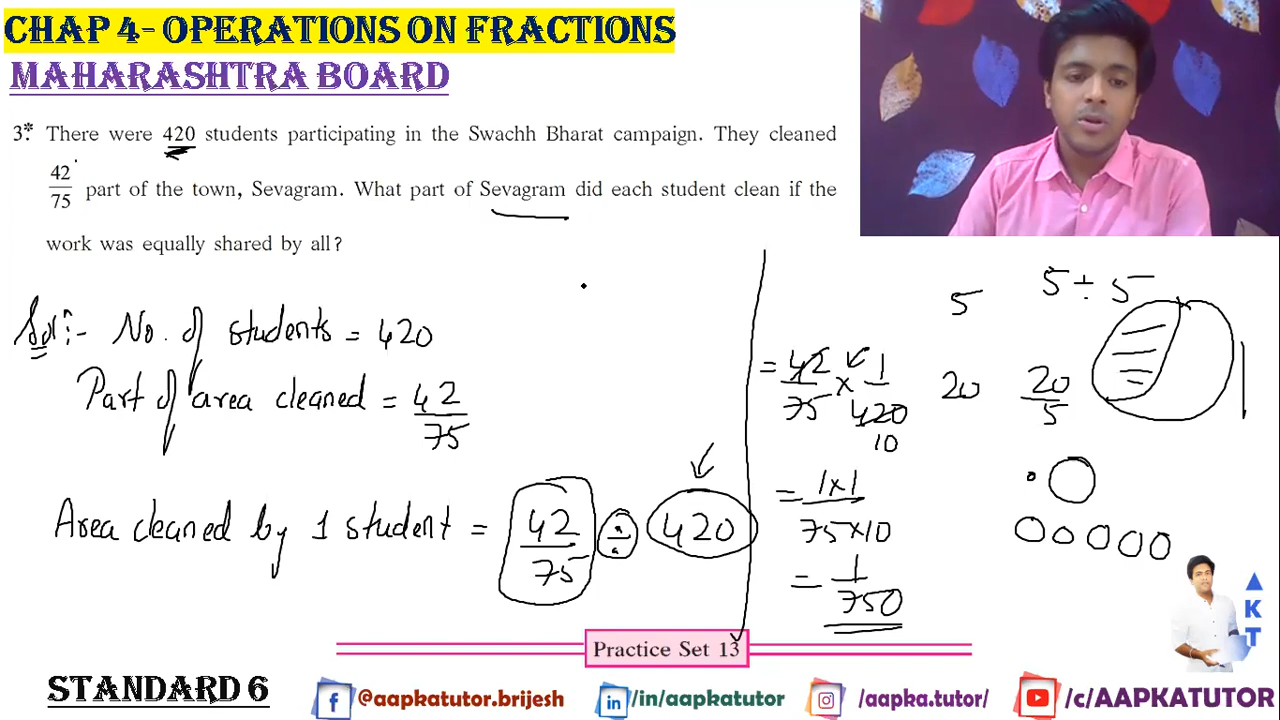 CHAP 4- OPERATIONS ON FRACTIONS
MAHARASHTRA BOARD
3* There were 420 students participating in the Swachh Bharat campaign. They cleaned
42/75 part of the town, Sevagram. What part of Sevagram did each student clean if the
work was equally shared by all?
Sol:- No. of students = 420
Part of area cleaned = 42/75
Area cleaned by 1 student = 42/75 ÷ 420
= 42/75 × 1/420
10
= 1×1/75×10
= 1/750
5 5 ÷ 5
20 20/5
Practice Set 13
STANDARD 6
@aapkatutor.brijesh /in/aapkatutor /aapka.tutor/ /c/AAPKATUTOR
AKT